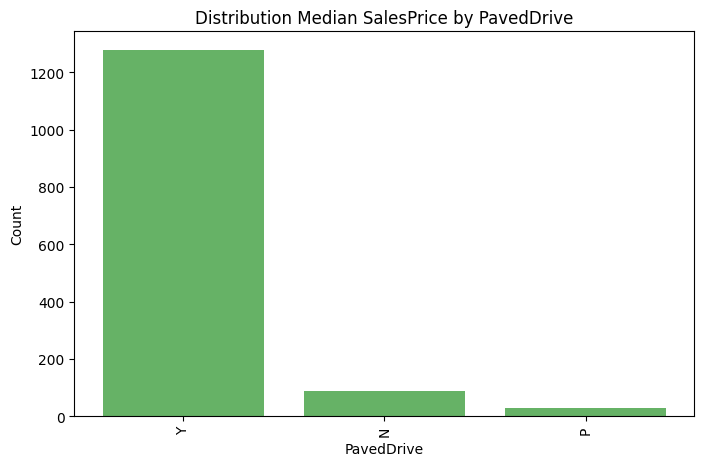 Distribution Median SalesPrice by PavedDrive
1200
1000
800
600
400
200
0
Count
Y
N
P
PavedDrive